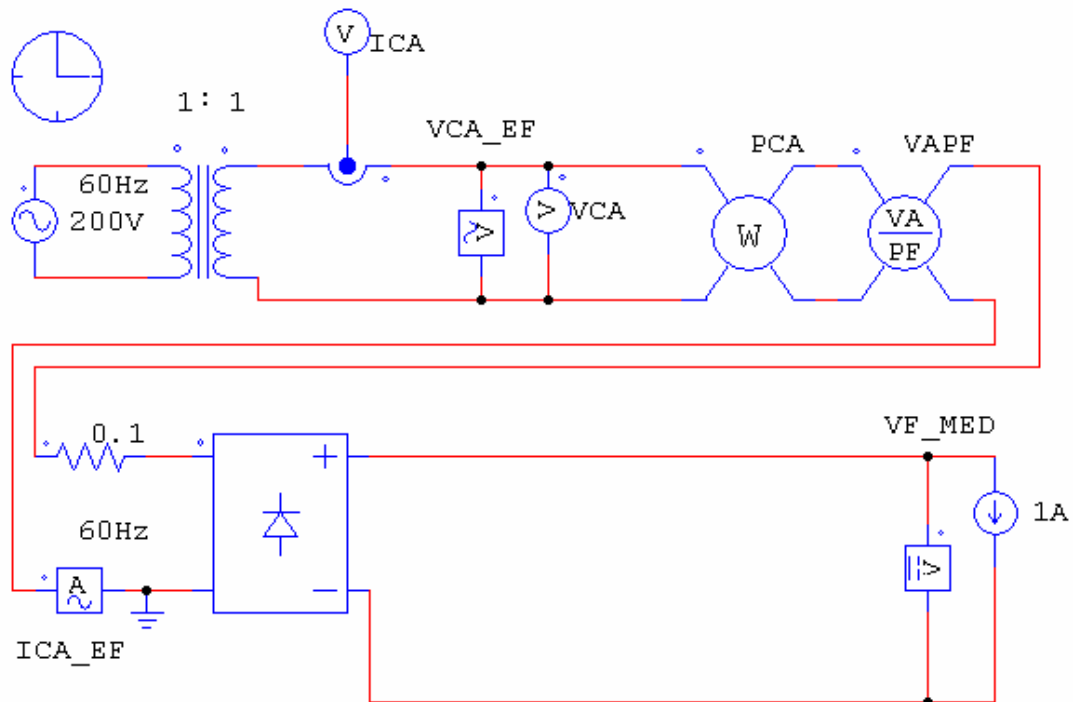 V ICA
1: 1
VCA_EF
PCA
VAPF
60Hz
200V
V
V VCA
W
VA
PF
0.1
60Hz
A
ICA_EF
+
−
VF_MED
V
1A